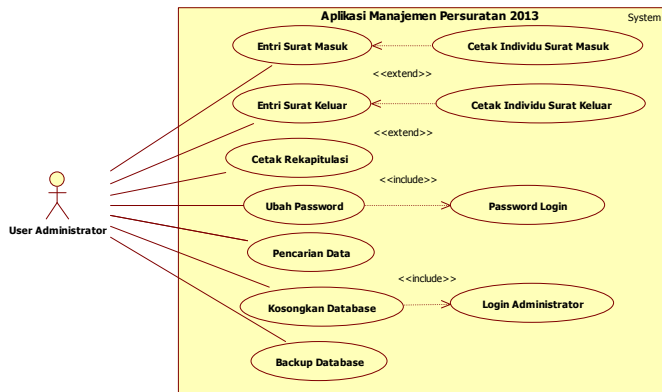 Aplikasi Manajemen Persuratan 2013
System
Entri Surat Masuk
Cetak Individu Surat Masuk
<<extend>>
Entri Surat Keluar
Cetak Individu Surat Keluar
<<extend>>
Cetak Rekapitulasi
<<include>>
Ubah Password
Password Login
User Administrator
Pencarian Data
<<include>>
Kosongkan Database
Login Administrator
Backup Database